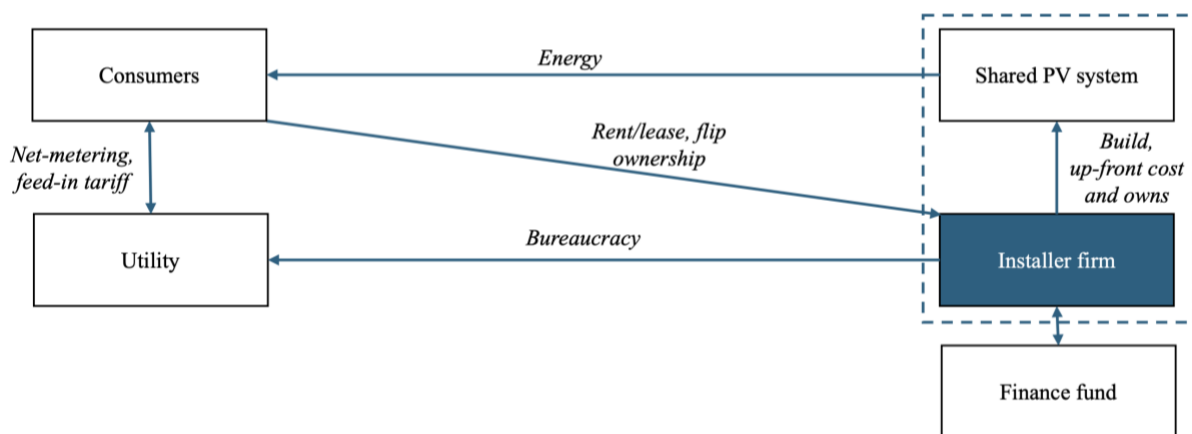 Consumers
Energy
Shared PV system
Net-metering,
feed-in tariff
Rent/lease, flip
ownership
Build,
up-front cost
and owns
Utility
Bureaucracy
Installer firm
Finance fund